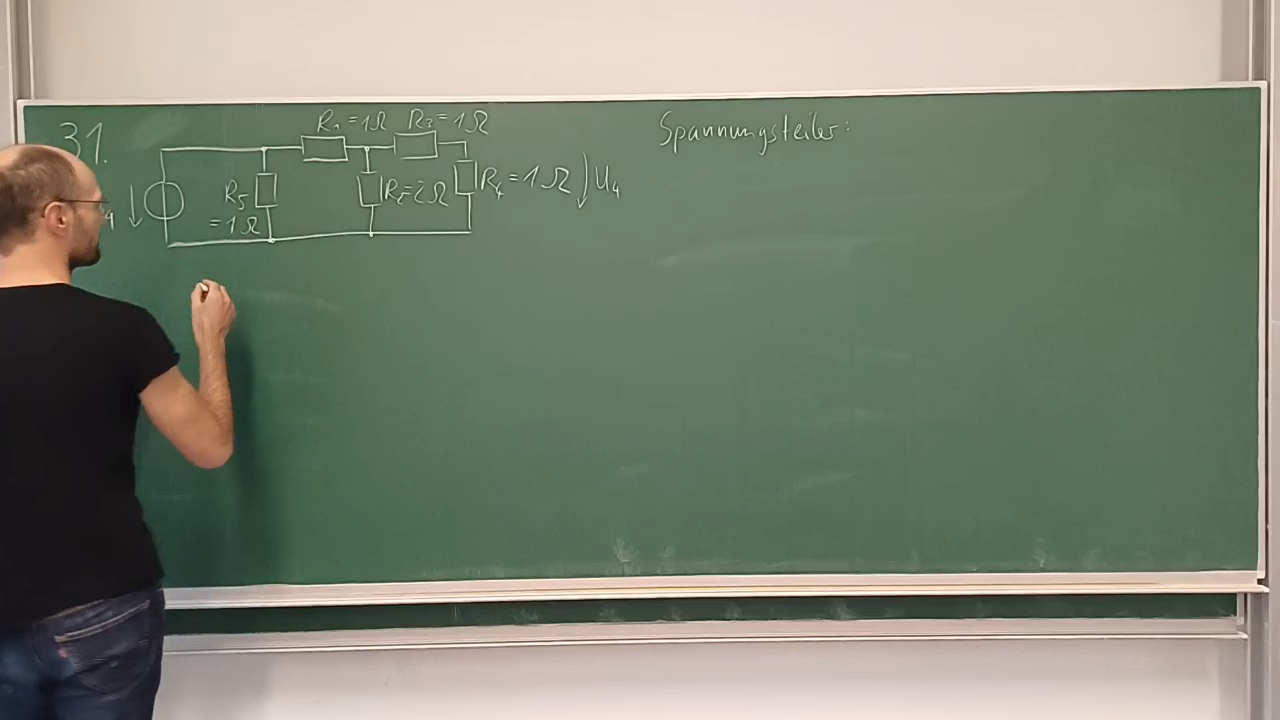 31.
R₁ = 1Ω R₃ = 1Ω
R₅ = 1Ω
R₂ = 2Ω
R₄ = 1Ω
U₄
Spannungsteiler: